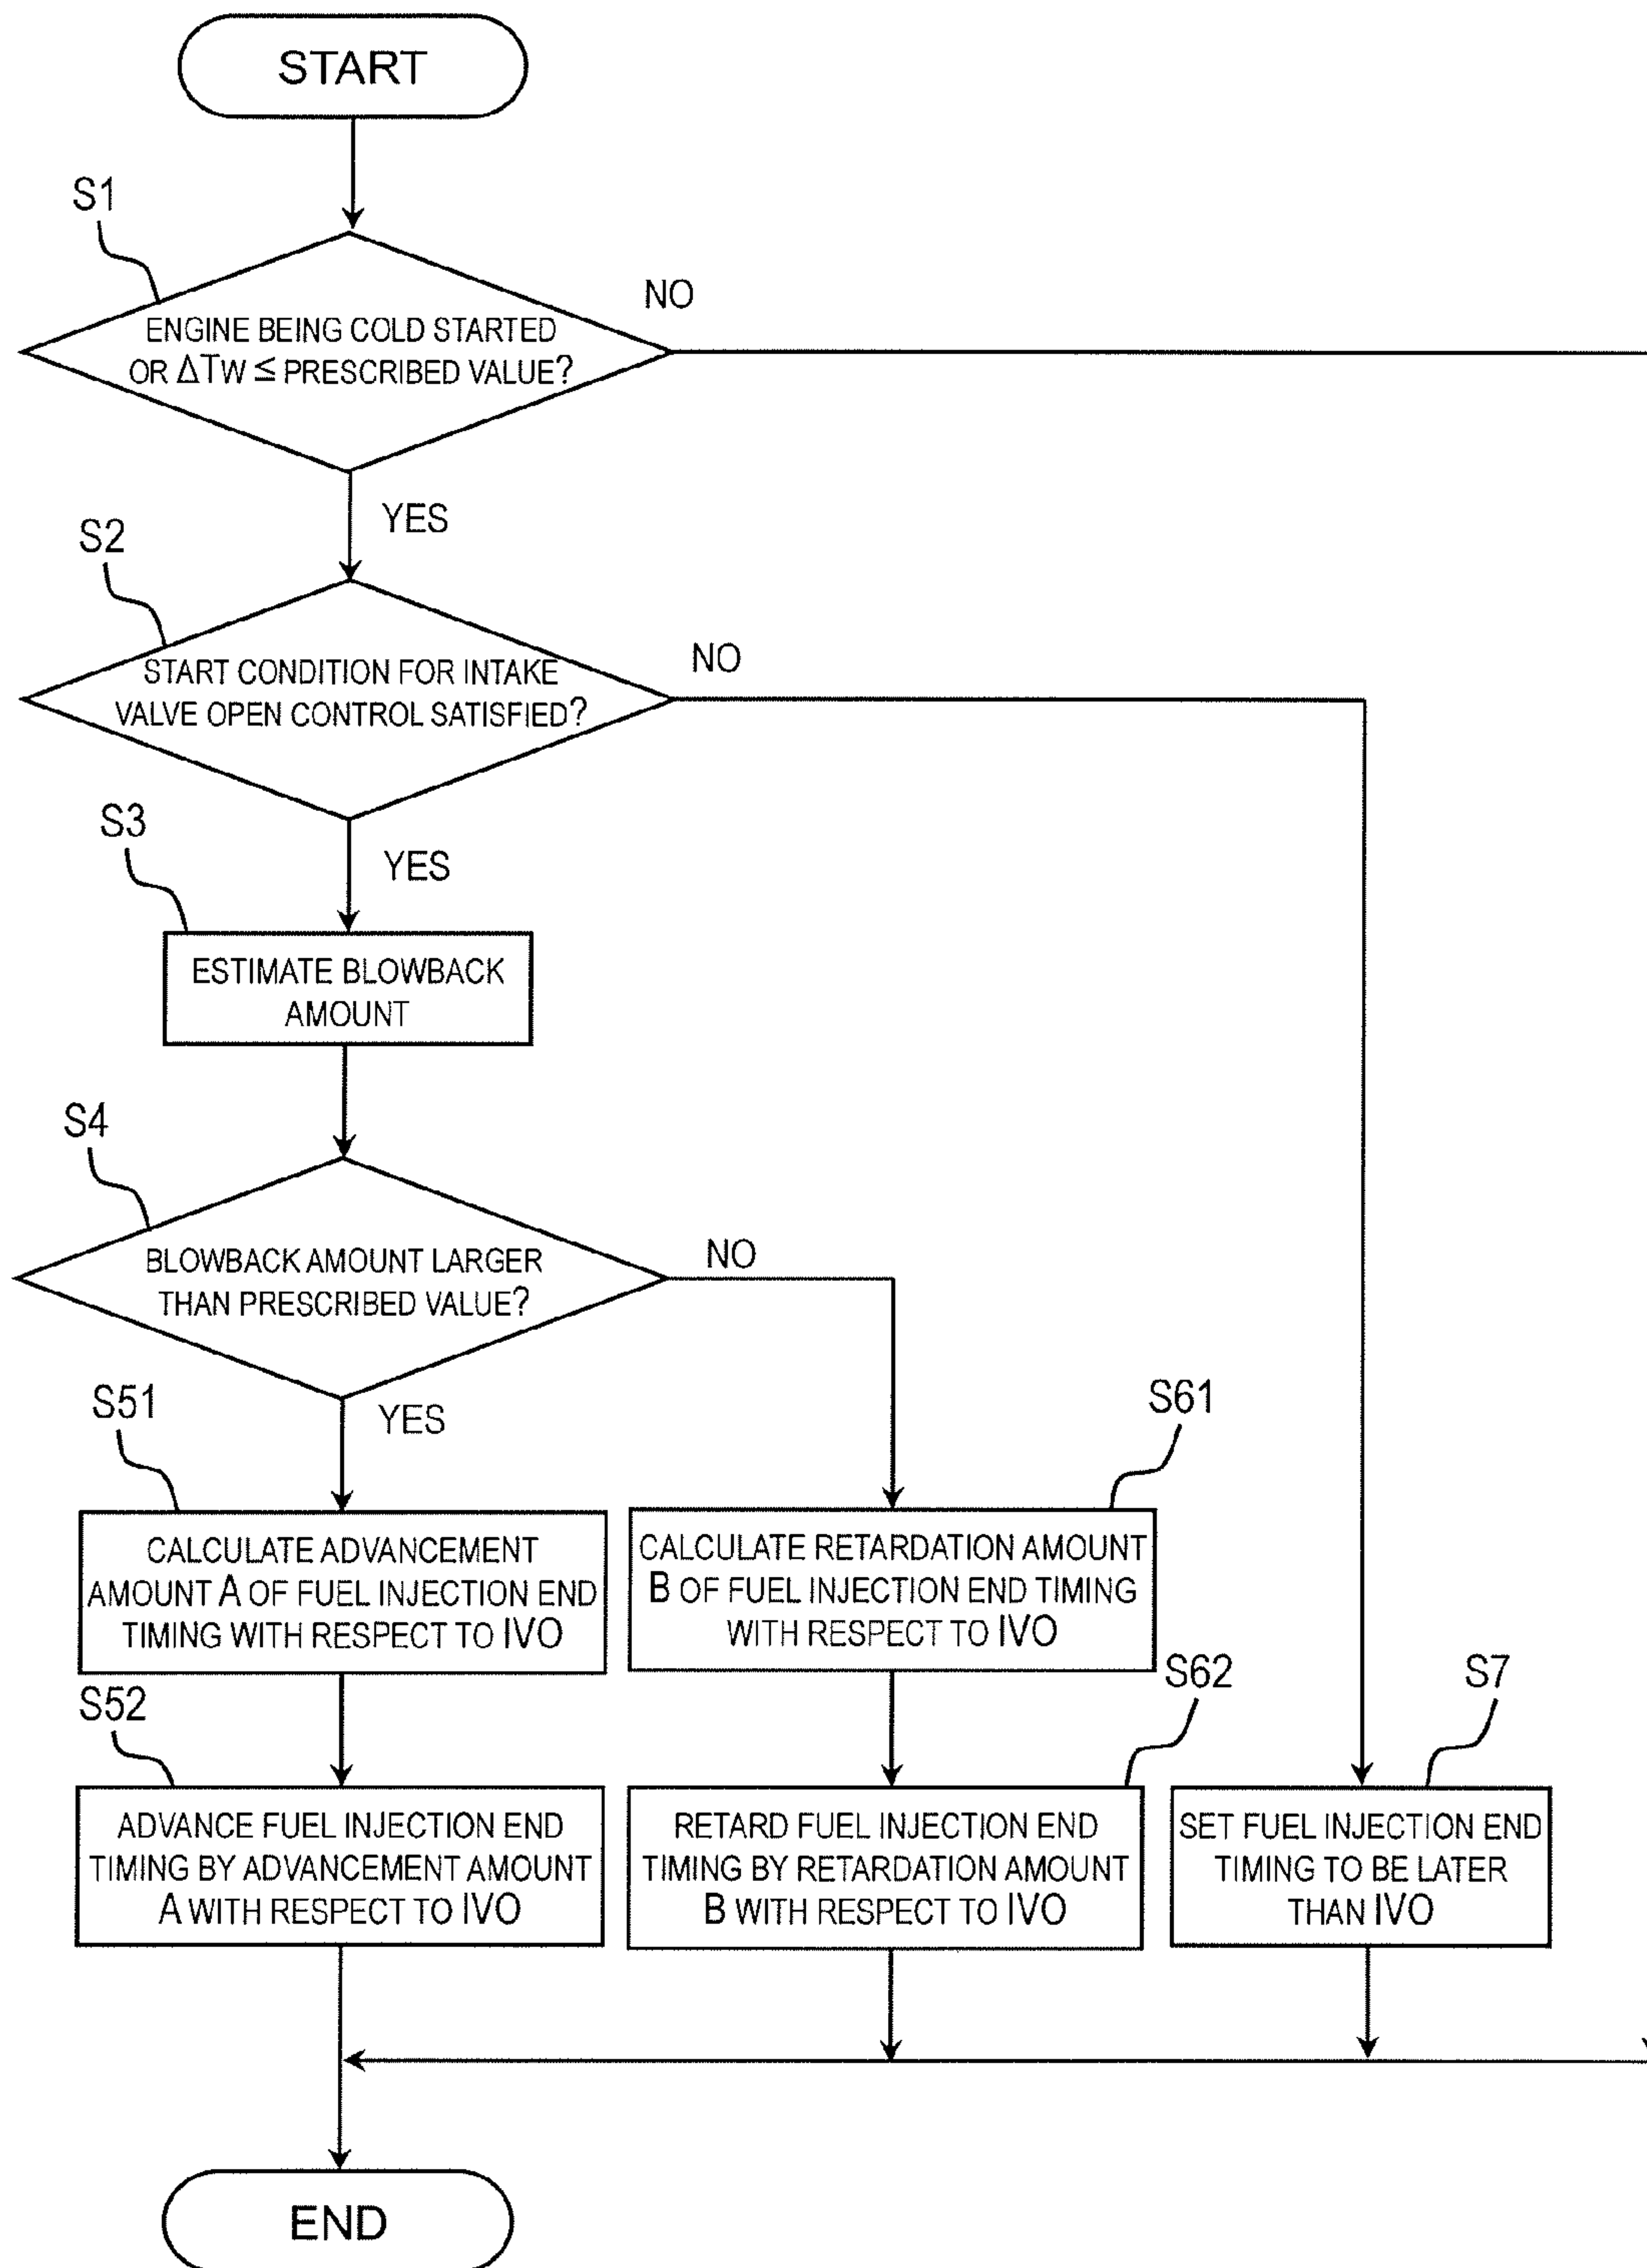 START
S1
ENGINE BEING COLD STARTED
OR ΔTW ≤ PRESCRIBED VALUE?
NO
YES
S2
START CONDITION FOR INTAKE
VALVE OPEN CONTROL SATISFIED?
NO
YES
S3
ESTIMATE BLOWBACK
AMOUNT
S4
BLOWBACK AMOUNT LARGER
THAN PRESCRIBED VALUE?
NO
YES
S51
CALCULATE ADVANCEMENT
AMOUNT A OF FUEL INJECTION END
TIMING WITH RESPECT TO IVO
S61
CALCULATE RETARDATION AMOUNT
B OF FUEL INJECTION END TIMING
WITH RESPECT TO IVO
S52
ADVANCE FUEL INJECTION END
TIMING BY ADVANCEMENT AMOUNT
A WITH RESPECT TO IVO
S62
RETARD FUEL INJECTION END
TIMING BY RETARDATION AMOUNT
B WITH RESPECT TO IVO
S7
SET FUEL INJECTION END
TIMING TO BE LATER
THAN IVO
END